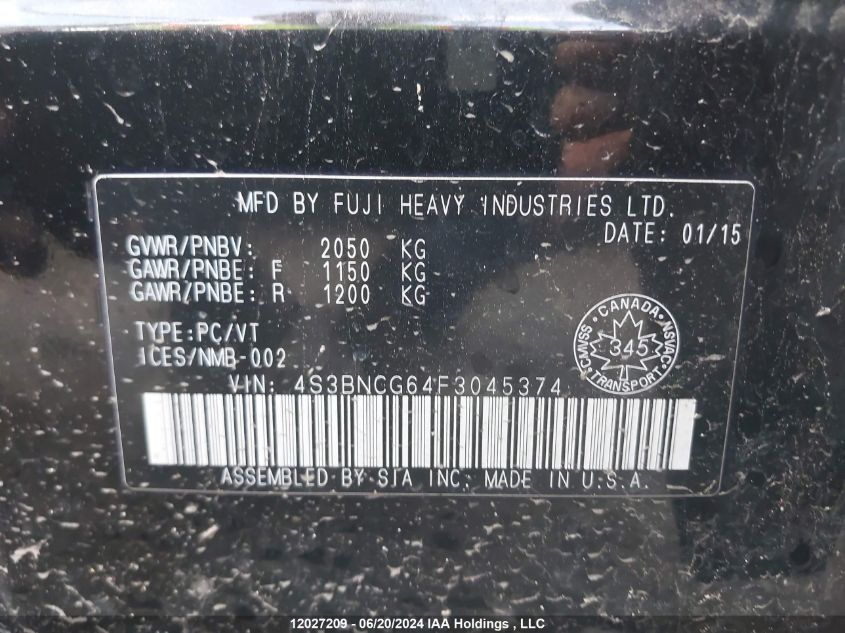 MFD BY FUJI HEAVY INDUSTRIES LTD.
DATE: 01/15
GVWR/PNBV: 2050 KG
GAWR/PNBE: F 1150 KG
GAWR/PNBE: R 1200 KG
TYPE:PC/VT
ICES/NMB-002
CANADA
CMVSS 345 NSVAC
TRANSPORT
VIN: 4S3BNCG64F3045374
ASSEMBLED BY SIA INC. MADE IN U.S.A.
12027209 - 06/20/2024 IAA Holdings , LLC